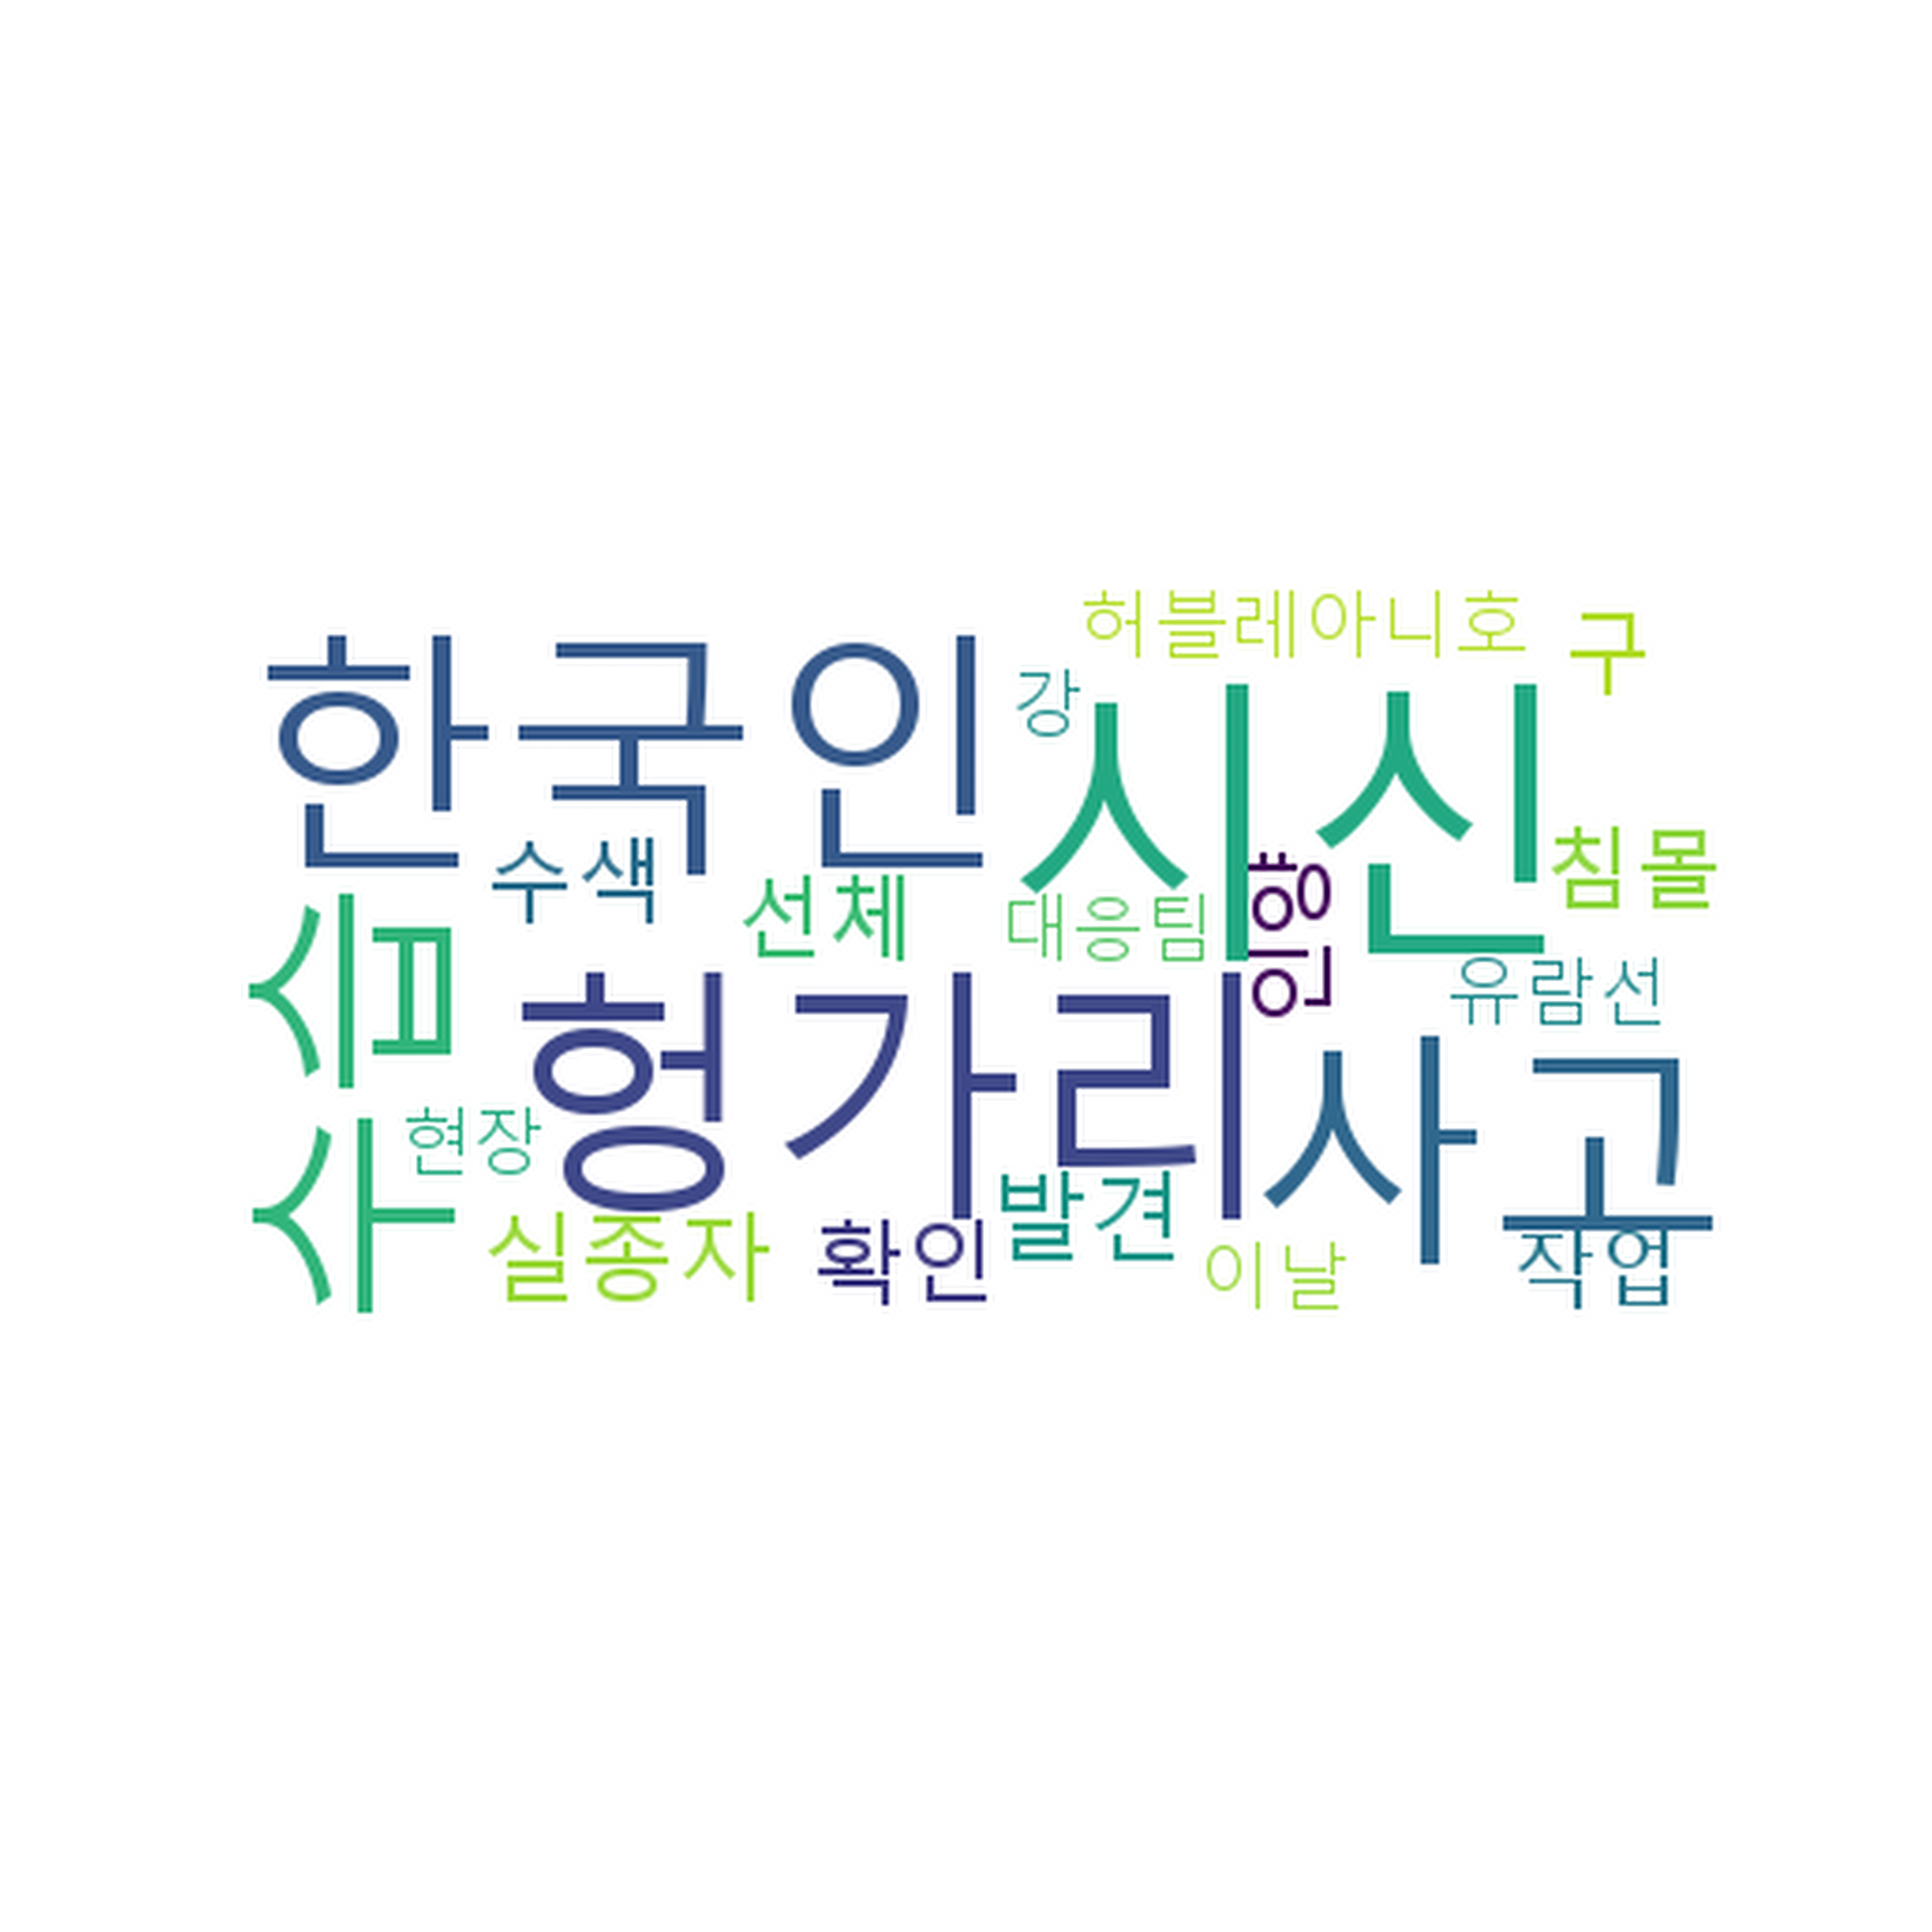 허블레아니호 구
한국인 강 시신
수색 선체 대응팀 인양 침몰
수습 헝가리 유람선
현장 사고
실종자 확인 발견 이날 작업